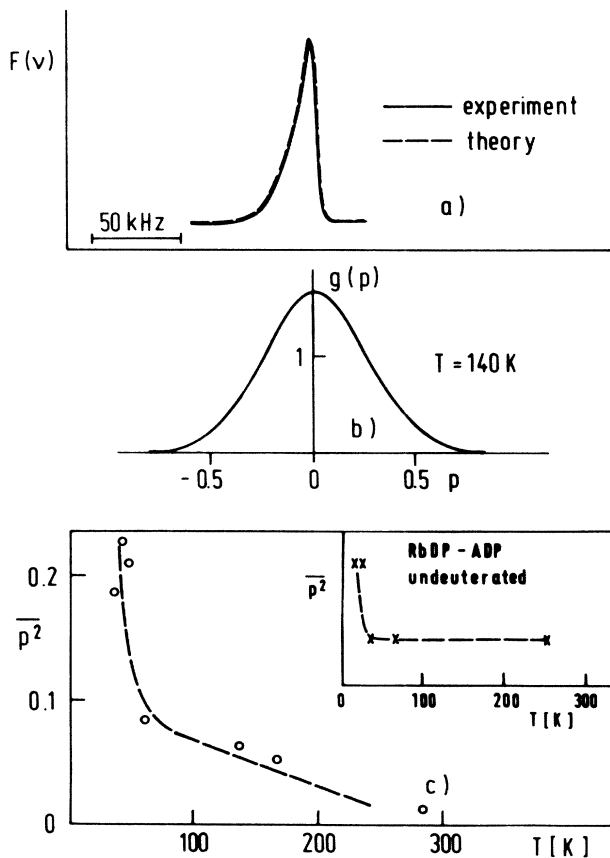 F(ν)
experiment
theory
a)
50 kHz
g(p)
1
T = 140 K
b)
-0.5 0 0.5 p
RbDP - ADP
undeuterated
p²
0 100 200 300
T [K]
0.2
p²
0.1
0
c)
100 200 300 T [K]